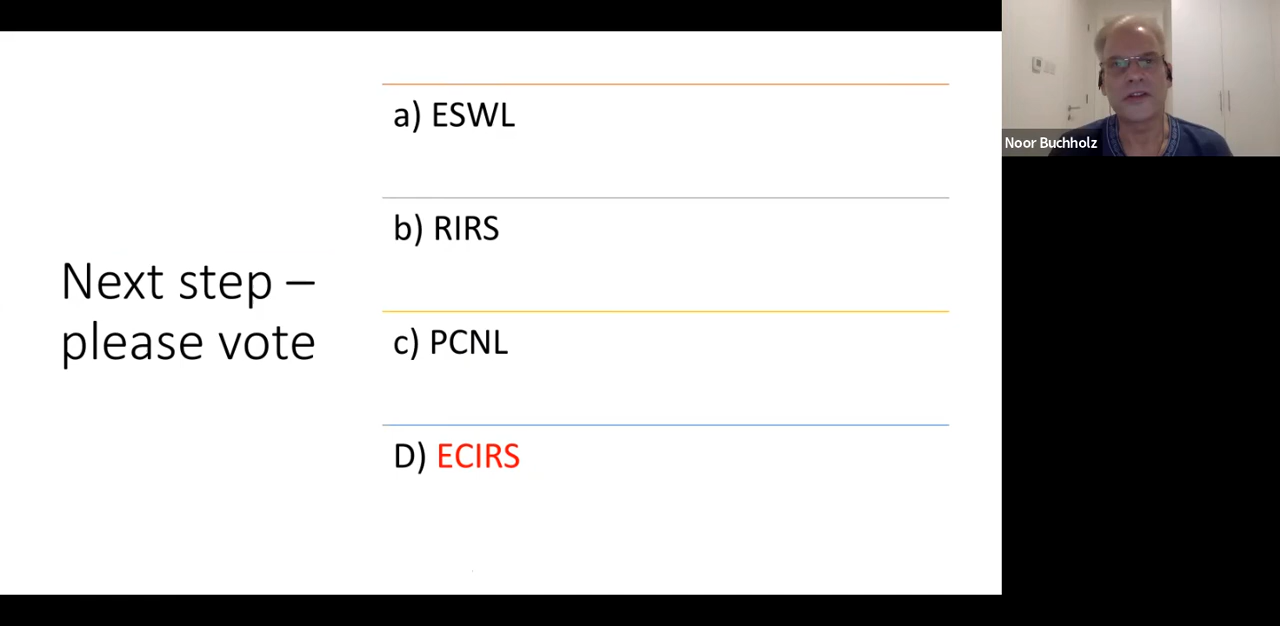 Next step –
please vote
a) ESWL
b) RIRS
c) PCNL
D) ECIRS
Noor Buchholz